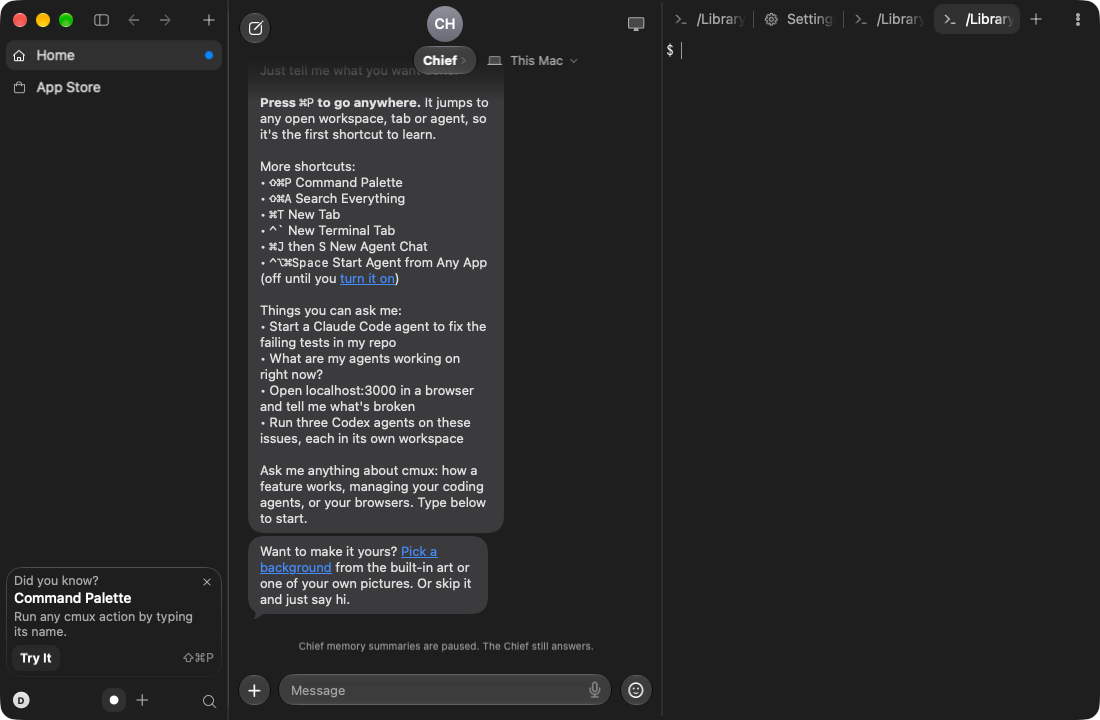 Home
App Store
Did you know?
Command Palette
Run any cmux action by typing
its name.
Try It
⇧⌘P
D
CH
Chief
This Mac
Just tell me what you want done.
Press ⌘P to go anywhere. It jumps to
any open workspace, tab or agent, so
it's the first shortcut to learn.
More shortcuts:
• ⇧⌘P Command Palette
• ⇧⌘A Search Everything
• ⌘T New Tab
• ^` New Terminal Tab
• ⌘J then S New Agent Chat
• ^⌥⌘Space Start Agent from Any App
(off until you turn it on)
Things you can ask me:
• Start a Claude Code agent to fix the
failing tests in my repo
• What are my agents working on
right now?
• Open localhost:3000 in a browser
and tell me what's broken
• Run three Codex agents on these
issues, each in its own workspace
Ask me anything about cmux: how a
feature works, managing your coding
agents, or your browsers. Type below
to start.
Want to make it yours? Pick a
background from the built-in art or
one of your own pictures. Or skip it
and just say hi.
Chief memory summaries are paused. The Chief still answers.
Message
/Library
Setting
/Library
/Library
$